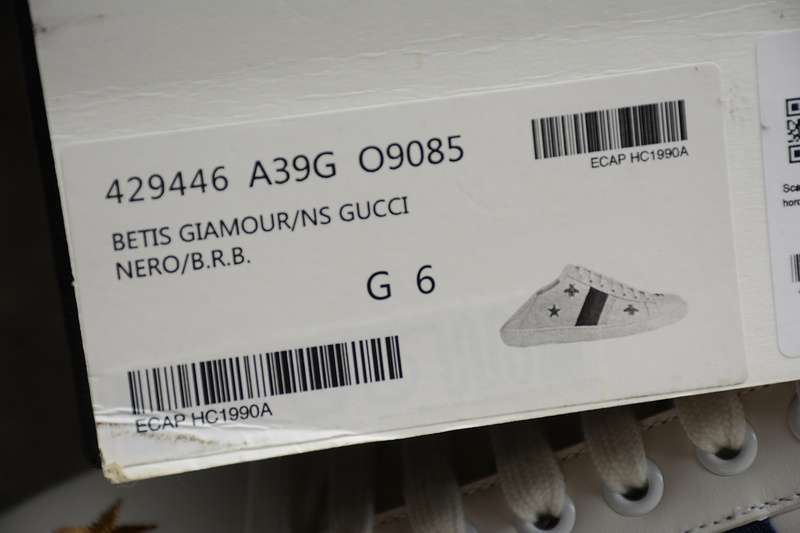 429446 A39G O9085
ECAP HC1990A
BETIS GIAMOUR/NS GUCCI
NERO/B.R.B.
G 6
ECAP HC1990A